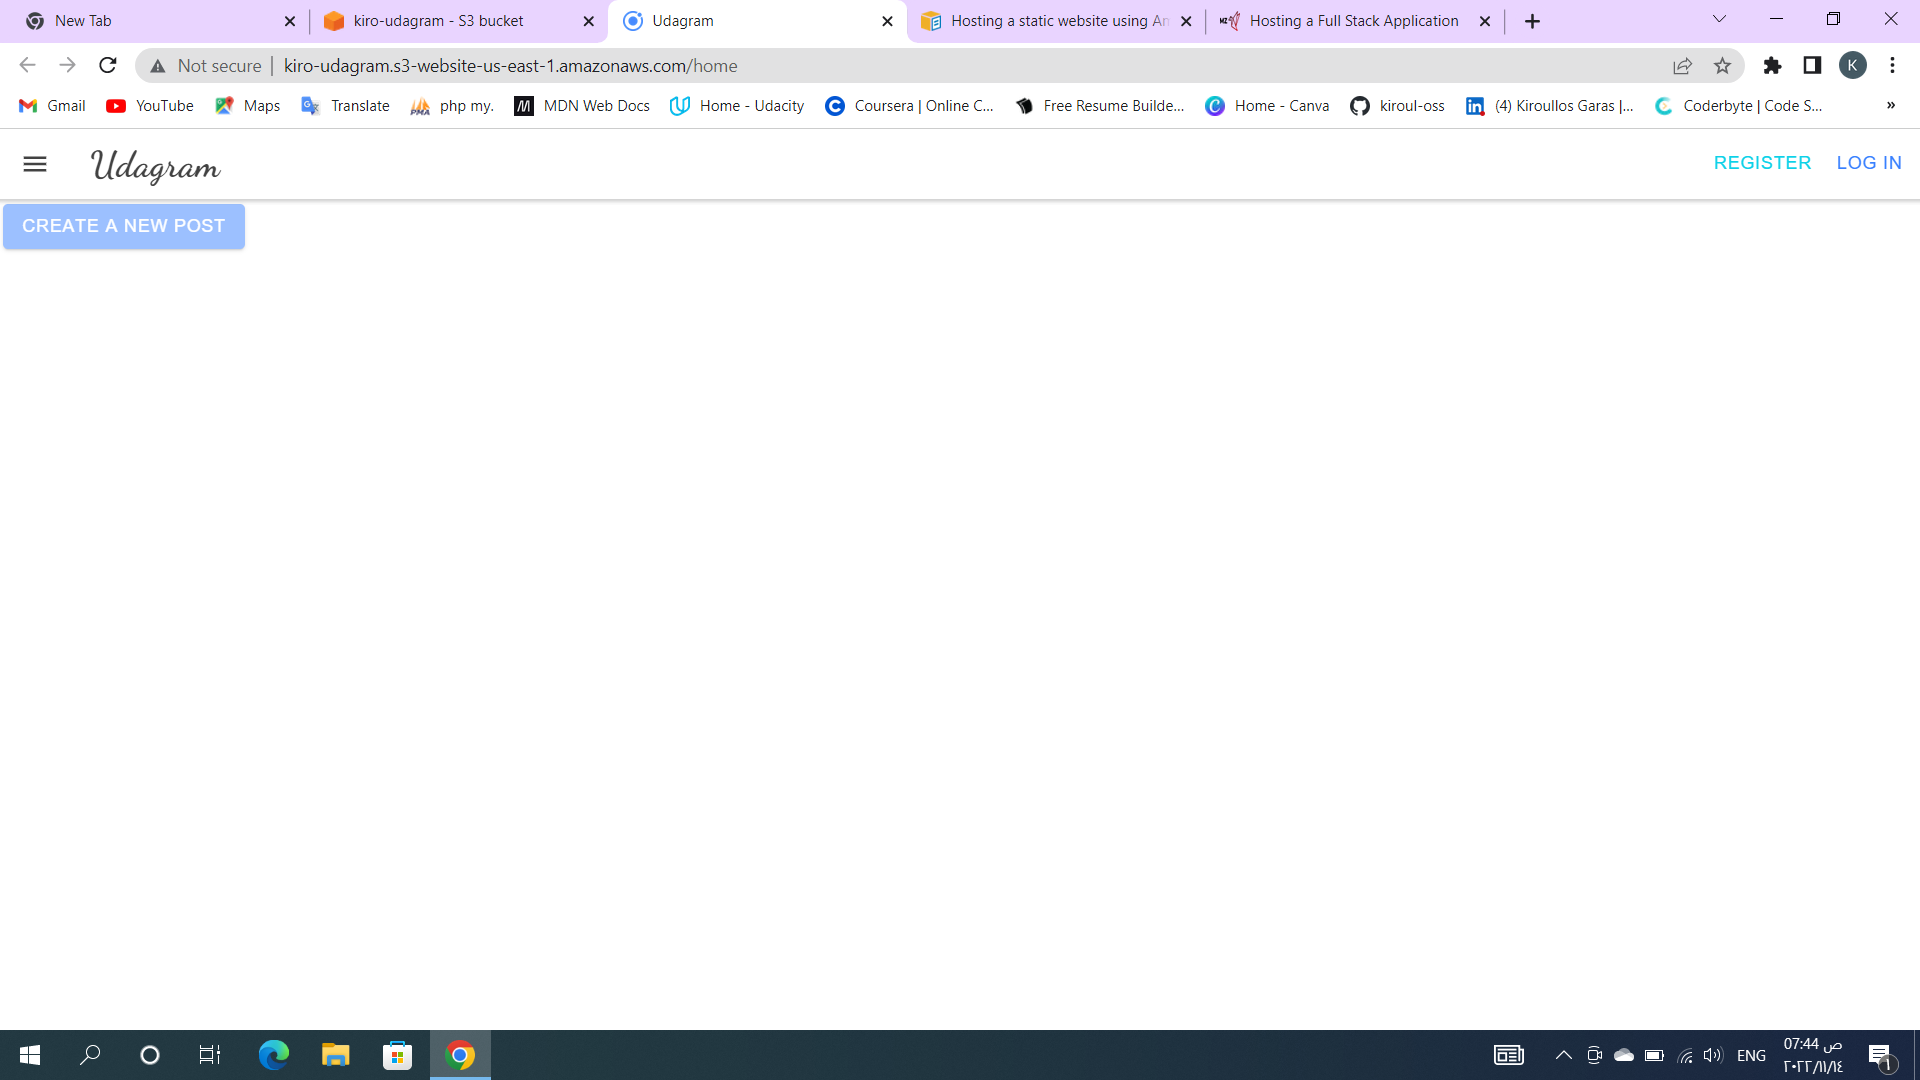 New Tab
kiro-udagram - S3 bucket
Udagram
Hosting a static website using An
Hosting a Full Stack Application
Not secure
kiro-udagram.s3-website-us-east-1.amazonaws.com/home
K
Gmail
YouTube
Maps
Translate
php my.
MDN Web Docs
Home - Udacity
Coursera | Online C...
Free Resume Builde...
Home - Canva
kiroul-oss
(4) Kiroullos Garas |...
Coderbyte | Code S...
»
Udagram
REGISTER
LOG IN
CREATE A NEW POST
ENG
07:44 ص
٢٠٢٢/١١/١٤
١